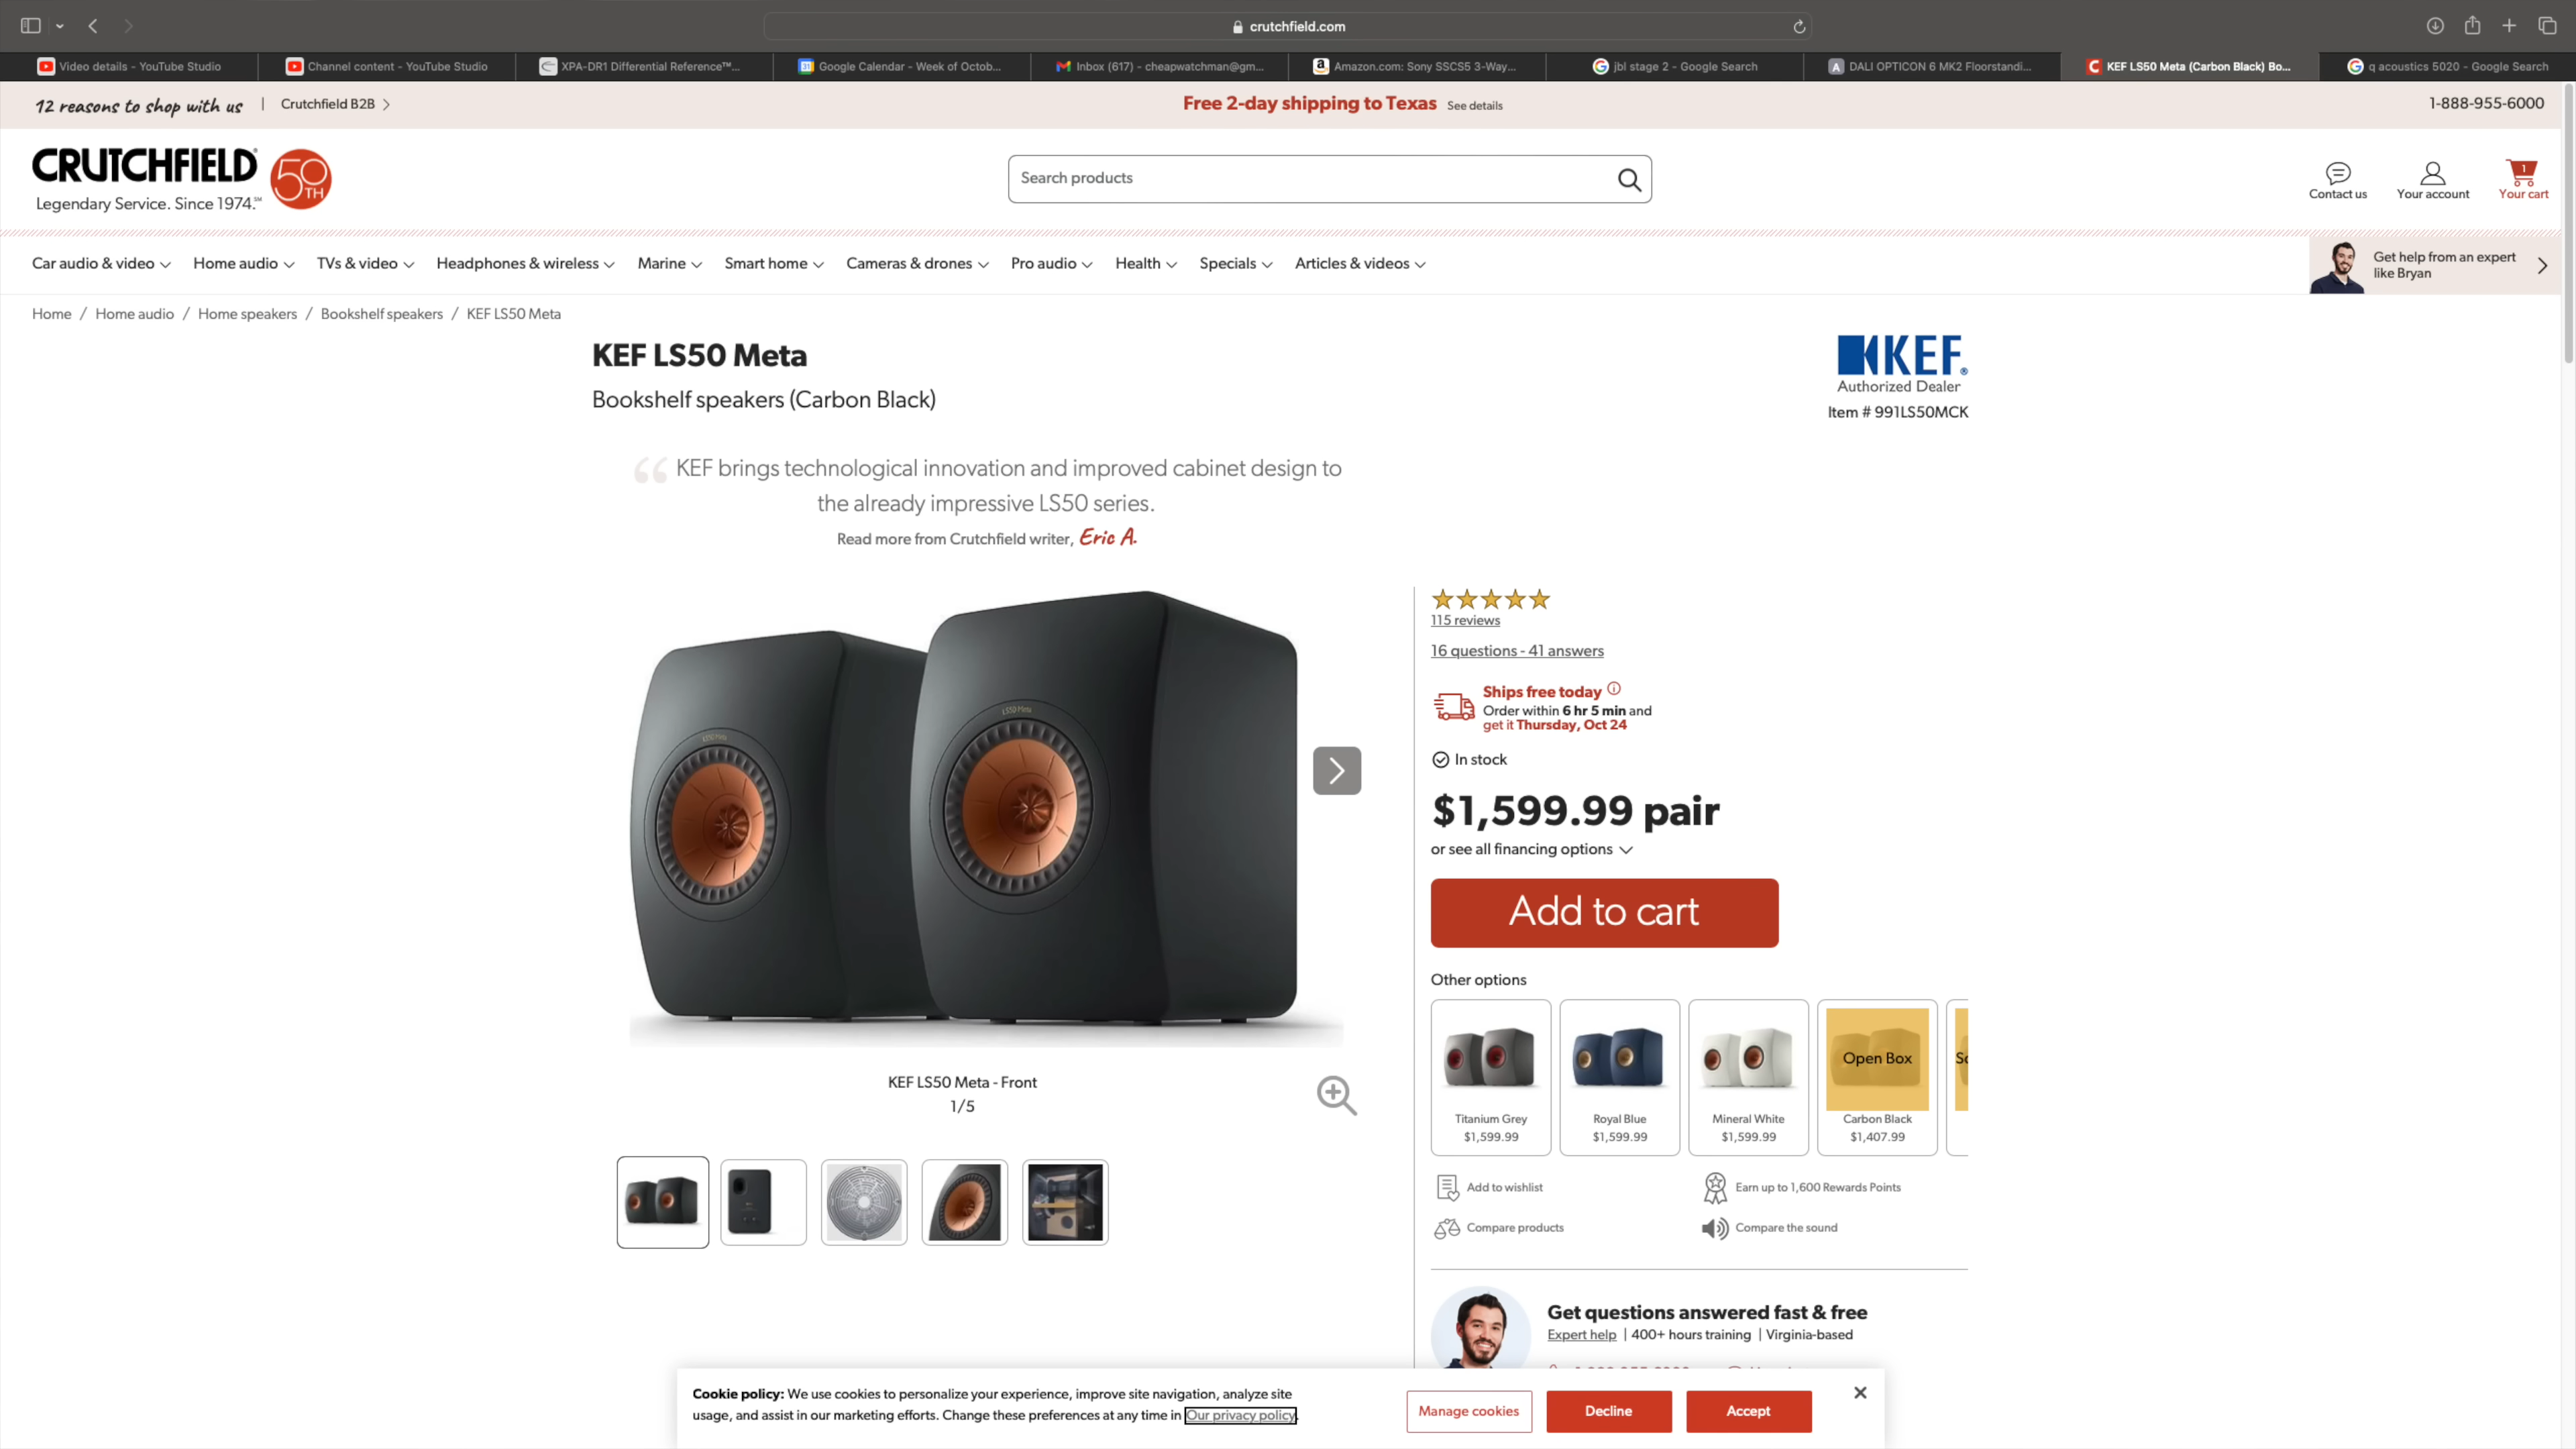 crutchfield.com
Video details - YouTube Studio
Channel content - YouTube Studio
XPA-DR1 Differential Reference™...
Google Calendar - Week of Octob...
Inbox (617) - cheapwatchman@gm...
Amazon.com: Sony SSCS5 3-Way...
jbl stage 2 - Google Search
DALI OPTICON 6 MK2 Floorstandi...
KEF LS50 Meta (Carbon Black) Bo...
q acoustics 5020 - Google Search
12 reasons to shop with us | Crutchfield B2B
Free 2-day shipping to Texas See details
1-888-955-6000
CRUTCHFIELD
50TH
Legendary Service. Since 1974.℠
Search products
Contact us
Your account
1
Your cart
Car audio & video
Home audio
TVs & video
Headphones & wireless
Marine
Smart home
Cameras & drones
Pro audio
Health
Specials
Articles & videos
Get help from an expert
like Bryan
Home / Home audio / Home speakers / Bookshelf speakers / KEF LS50 Meta
KEF LS50 Meta
Bookshelf speakers (Carbon Black)
KEF®
Authorized Dealer
Item # 991LS50MCK
“ KEF brings technological innovation and improved cabinet design to
the already impressive LS50 series.
Read more from Crutchfield writer, Eric A.
LS50 Meta
LS50 Meta
115 reviews
16 questions - 41 answers
Ships free today
Order within 6 hr 5 min and
get it Thursday, Oct 24
In stock
$1,599.99 pair
or see all financing options
Add to cart
Other options
Open Box
Titanium Grey
$1,599.99
Royal Blue
$1,599.99
Mineral White
$1,599.99
Carbon Black
$1,407.99
KEF LS50 Meta - Front
1/5
Add to wishlist
Earn up to 1,600 Rewards Points
Compare products
Compare the sound
Get questions answered fast & free
Expert help | 400+ hours training | Virginia-based
Cookie policy: We use cookies to personalize your experience, improve site navigation, analyze site
usage, and assist in our marketing efforts. Change these preferences at any time in Our privacy policy.
Manage cookies
Decline
Accept